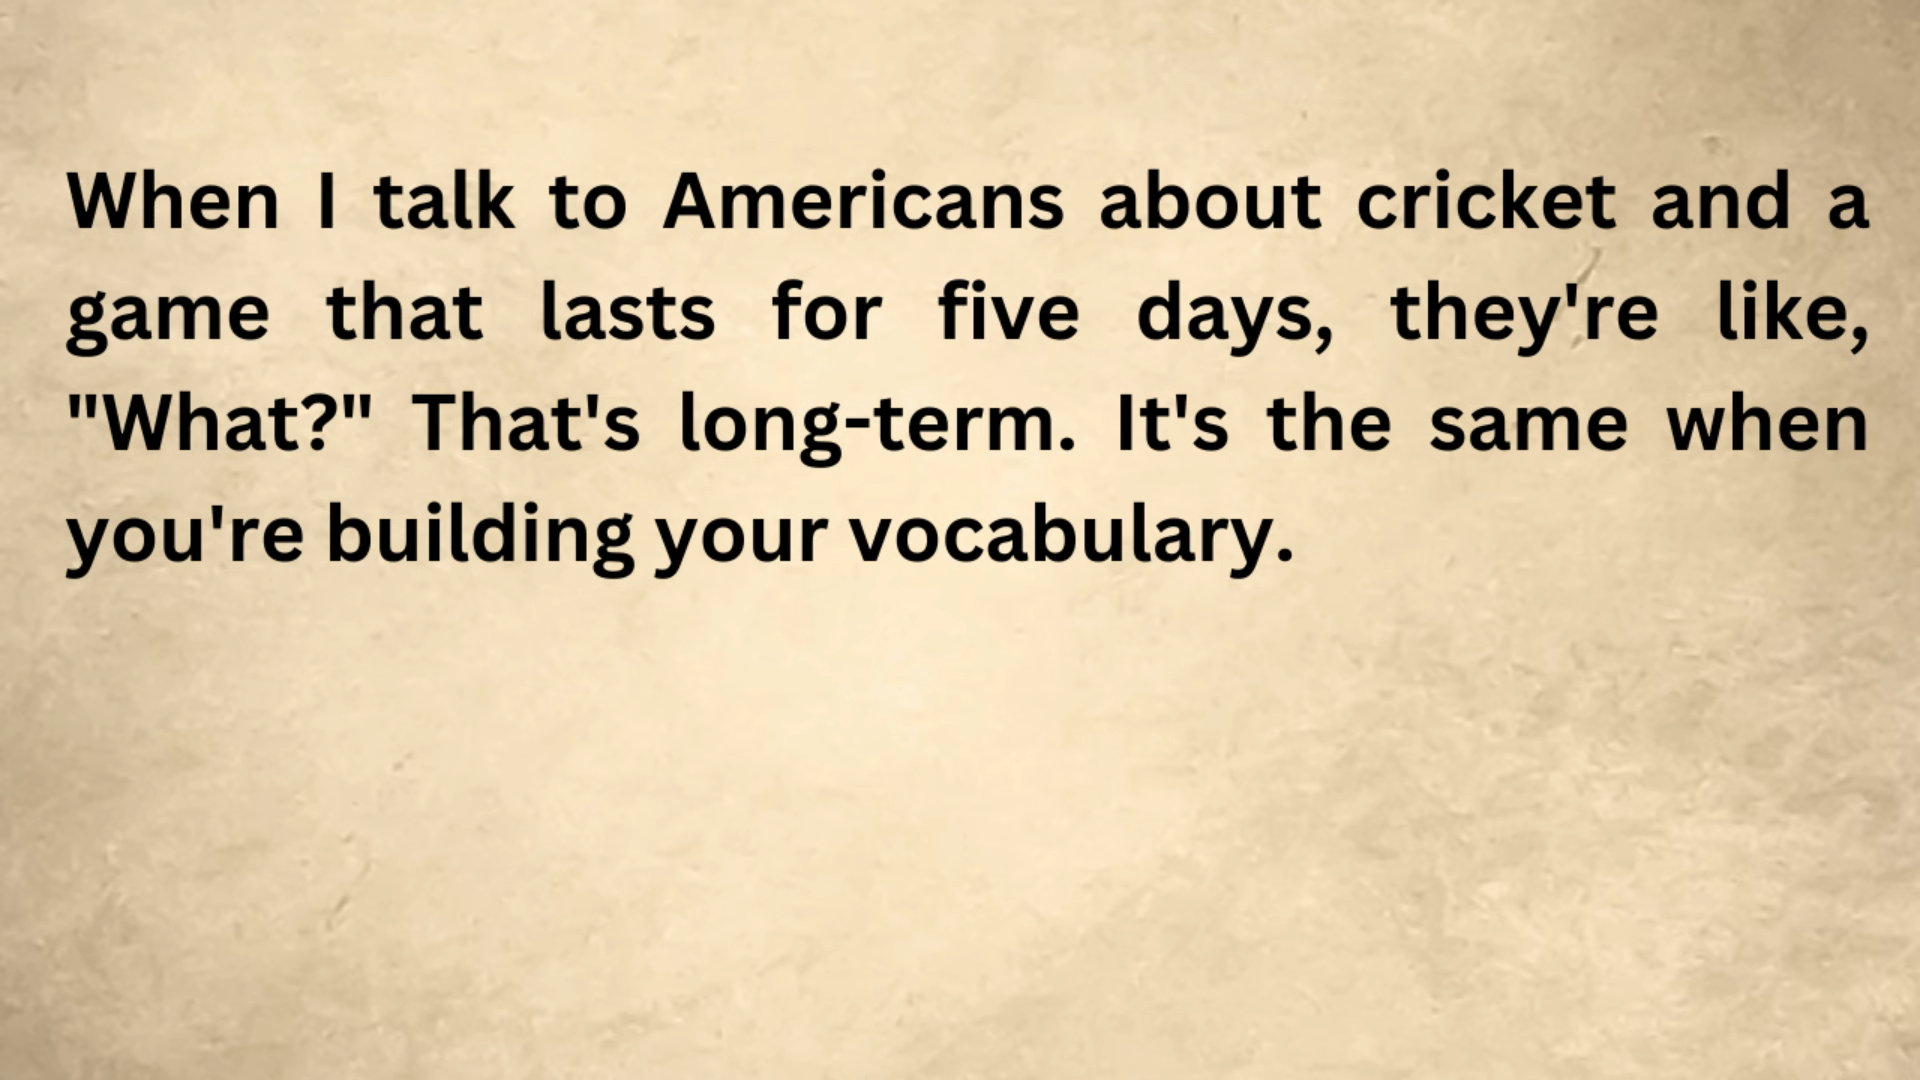 When I talk to Americans about cricket and a
game that lasts for five days, they're like,
"What?" That's long-term. It's the same when
you're building your vocabulary.